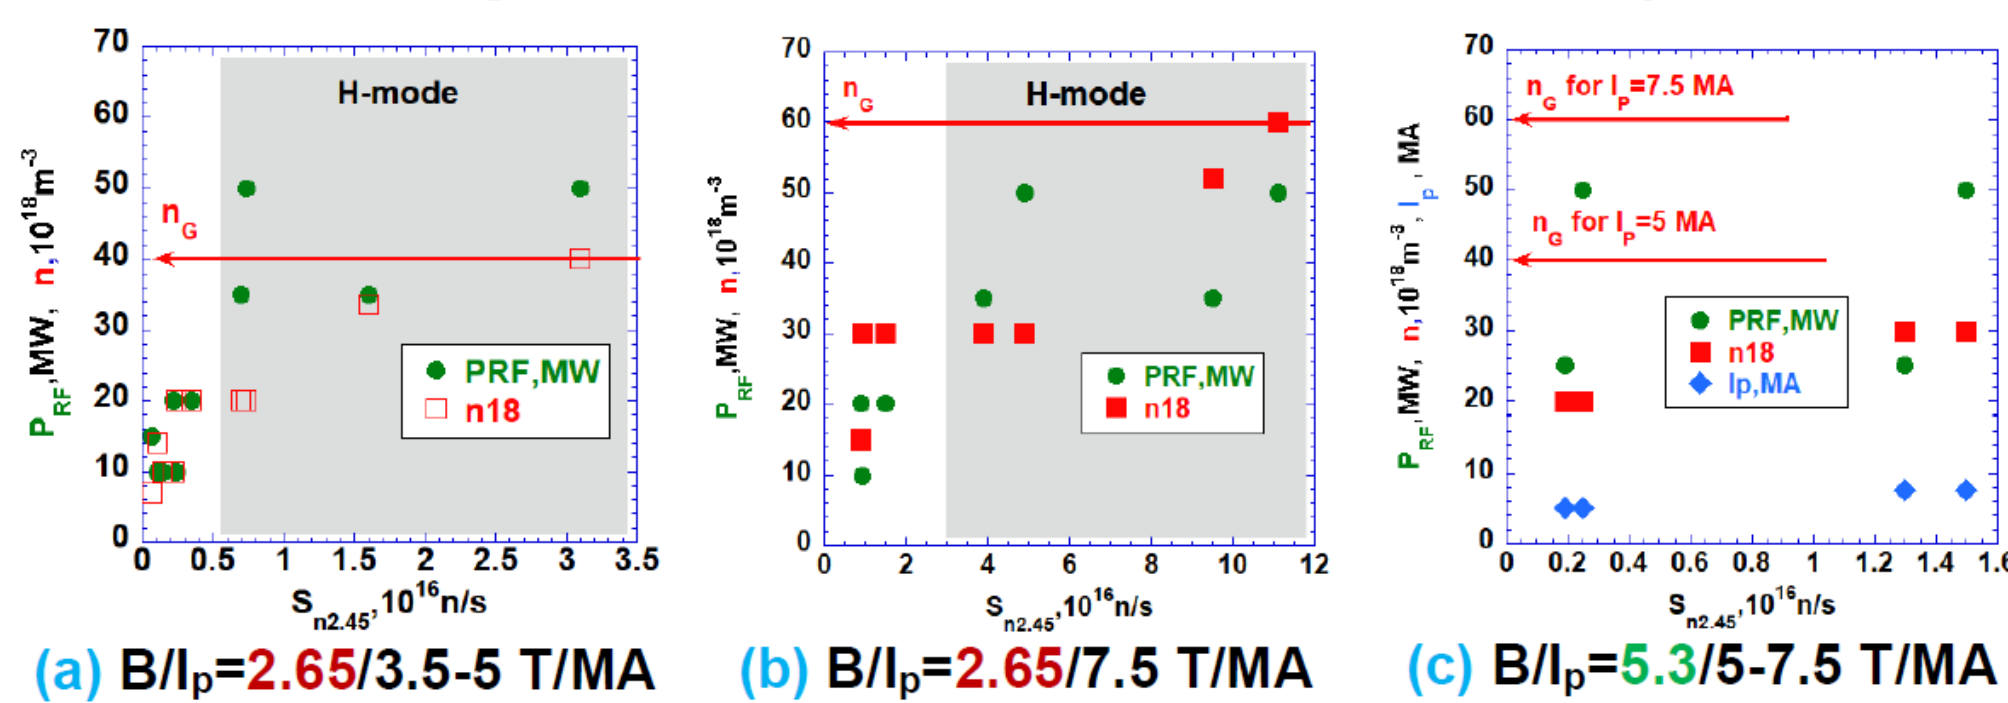 70
60
50
40
30
20
10
0
P_RF,MW, n,10^18m^-3
H-mode
n_G
PRF,MW
n18
0 0.5 1 1.5 2 2.5 3 3.5
S_n2.45,10^16n/s
(a) B/I_p=2.65/3.5-5 T/MA
70
60
50
40
30
20
10
0
P_RF,MW, n,10^18m^-3
n_G
H-mode
PRF,MW
n18
0 2 4 6 8 10 12
S_n2.45,10^16n/s
(b) B/I_p=2.65/7.5 T/MA
70
60
50
40
30
20
10
0
P_RF,MW, n,10^18m^-3, I_p, MA
n_G for I_P=7.5 MA
n_G for I_P=5 MA
PRF,MW
n18
Ip,MA
0 0.2 0.4 0.6 0.8 1 1.2 1.4 1.6
S_n2.45,10^16n/s
(c) B/I_p=5.3/5-7.5 T/MA